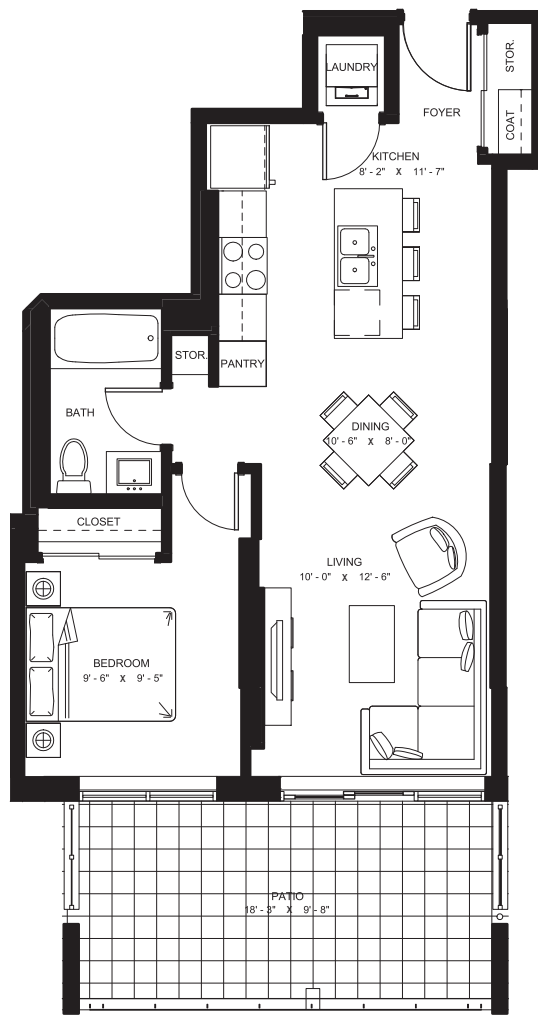 LAUNDRY
STOR.
COAT
FOYER
KITCHEN
8' - 2" X 11' - 7"
STOR.
PANTRY
BATH
DINING
10' - 6" X 8' - 0"
CLOSET
LIVING
10' - 0" X 12' - 6"
BEDROOM
9' - 6" X 9' - 5"
PATIO
18' - 3" X 9' - 8"